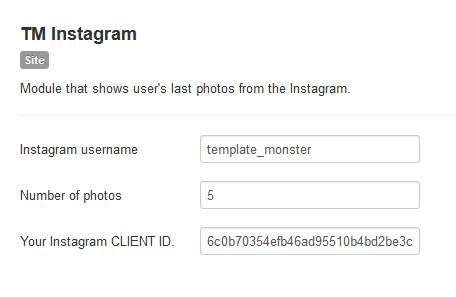 TM Instagram
Site
Module that shows user's last photos from the Instagram.
Instagram username template_monster
Number of photos 5
Your Instagram CLIENT ID. 6c0b70354efb46ad95510b4bd2be3c